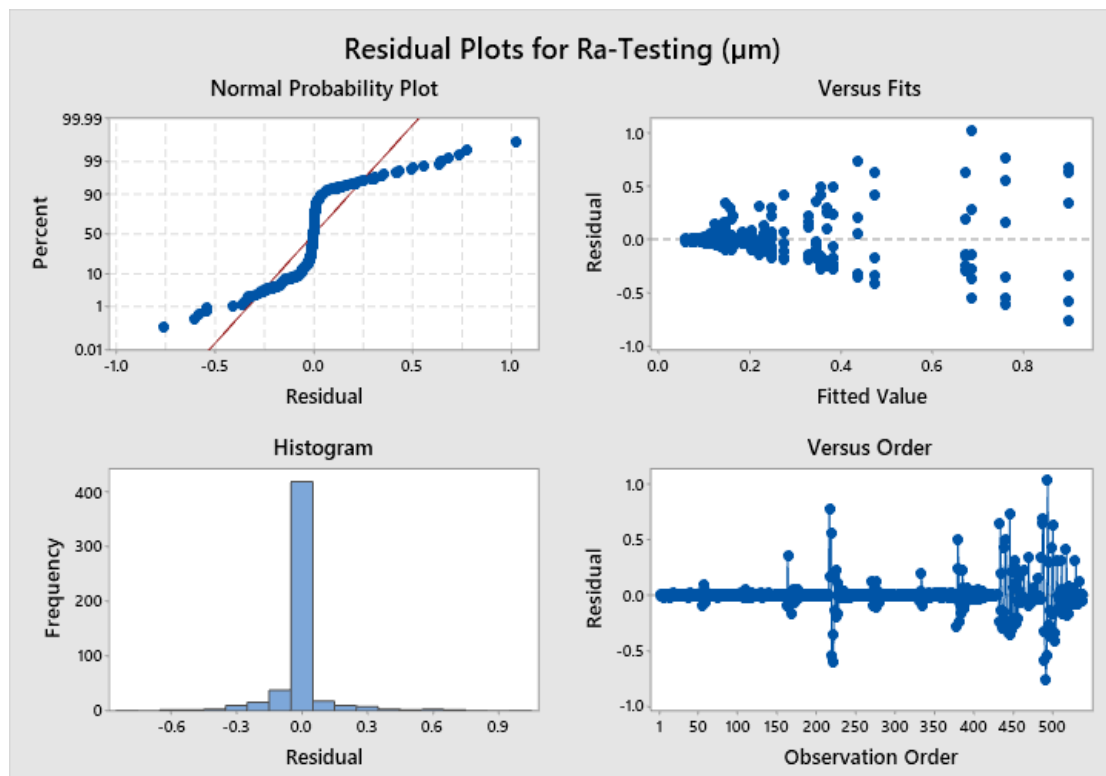 Residual Plots for Ra-Testing (µm)
Normal Probability Plot
99.99
99
90
50
10
1
0.01
Percent
-1.0 -0.5 0.0 0.5 1.0
Residual
Versus Fits
1.0
0.5
0.0
-0.5
-1.0
Residual
0.0 0.2 0.4 0.6 0.8
Fitted Value
Histogram
400
300
200
100
0
Frequency
-0.6 -0.3 0.0 0.3 0.6 0.9
Residual
Versus Order
1.0
0.5
0.0
-0.5
-1.0
Residual
1 50 100 150 200 250 300 350 400 450 500
Observation Order